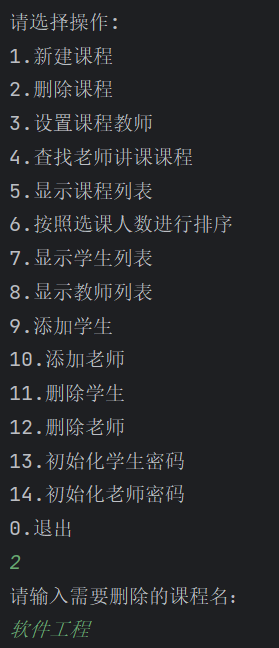 请选择操作:
1.新建课程
2.删除课程
3.设置课程教师
4.查找老师讲课课程
5.显示课程列表
6.按照选课人数进行排序
7.显示学生列表
8.显示教师列表
9.添加学生
10.添加老师
11.删除学生
12.删除老师
13.初始化学生密码
14.初始化老师密码
0.退出
2
请输入需要删除的课程名:
软件工程